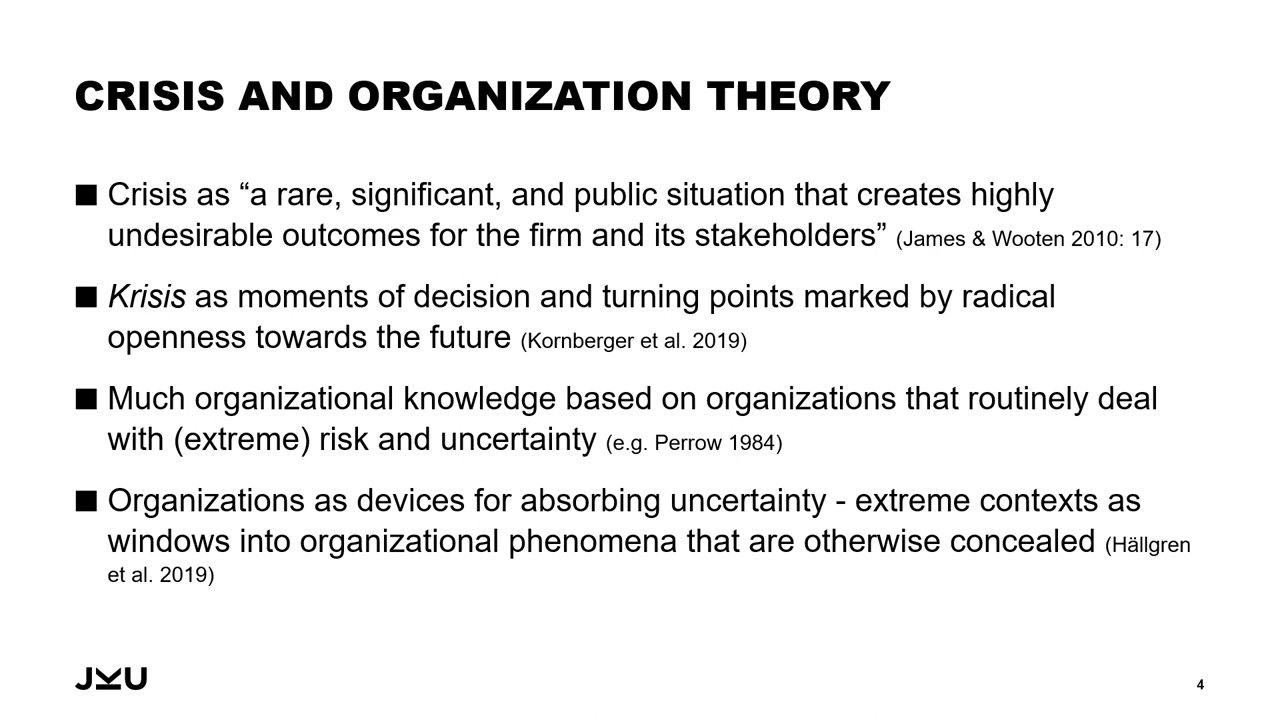 CRISIS AND ORGANIZATION THEORY
■ Crisis as “a rare, significant, and public situation that creates highly
undesirable outcomes for the firm and its stakeholders” (James & Wooten 2010: 17)
■ Krisis as moments of decision and turning points marked by radical
openness towards the future (Kornberger et al. 2019)
■ Much organizational knowledge based on organizations that routinely deal
with (extreme) risk and uncertainty (e.g. Perrow 1984)
■ Organizations as devices for absorbing uncertainty - extreme contexts as
windows into organizational phenomena that are otherwise concealed (Hällgren
et al. 2019)
JKU
4